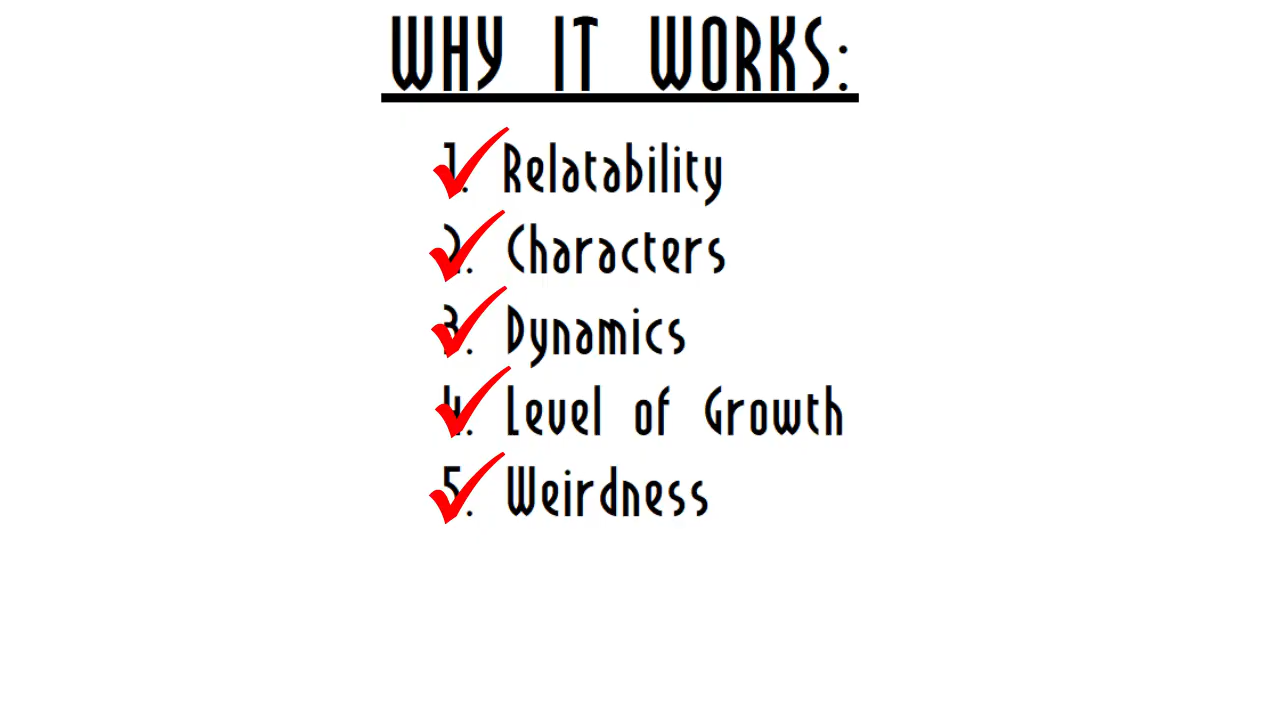 WHY IT WORKS:
1. Relatability
2. Characters
3. Dynamics
4. Level of Growth
5. Weirdness